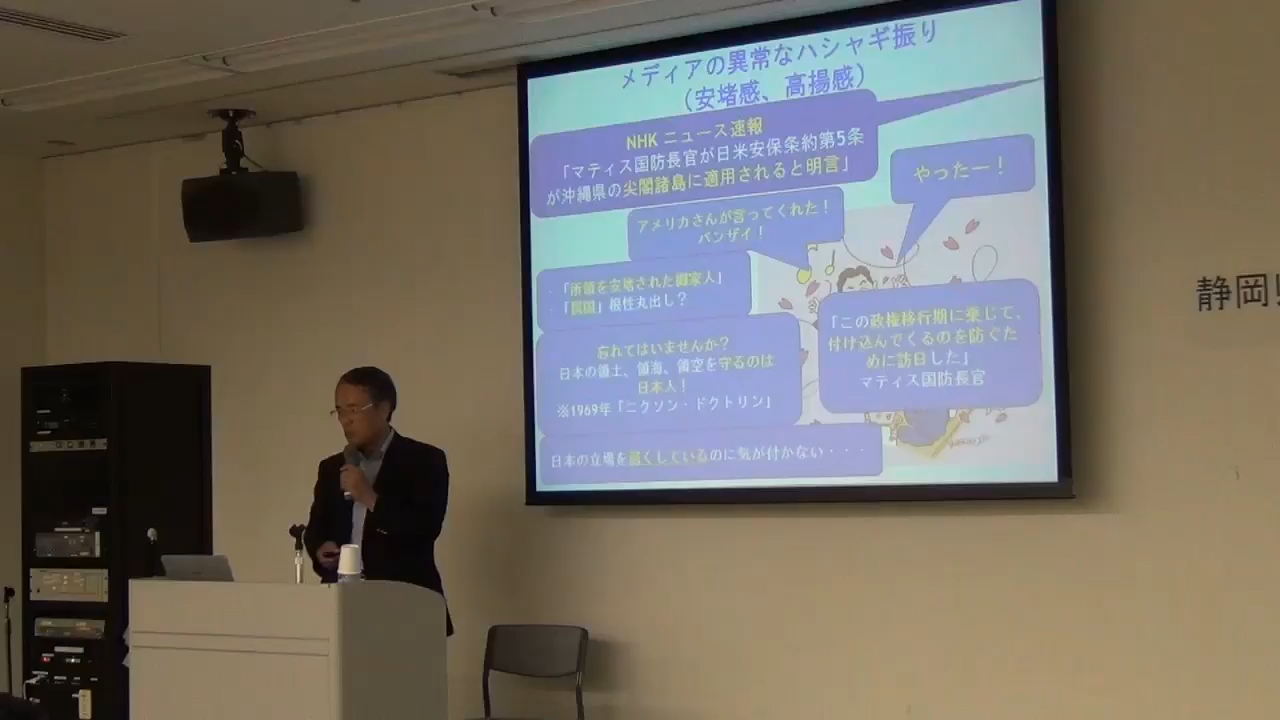 メディアの異常なハシャギ振り
（安堵感、高揚感）
NHK ニュース速報
「マティス国防長官が日米安保条約第5条
が沖縄県の尖閣諸島に適用されると明言」
やったー！
アメリカさんが言ってくれた！
バンザイ！
・「所領を安堵された御家人」
・「属国」根性丸出し？
「この政権移行期に乗じて、
付け込んでくるのを防ぐた
めに訪日した」
マティス国防長官
忘れてはいませんか？
日本の領土、領海、領空を守るのは
日本人！
※1969年「ニクソン・ドクトリン」
日本の立場を弱くしているのに気が付かない・・・
静岡